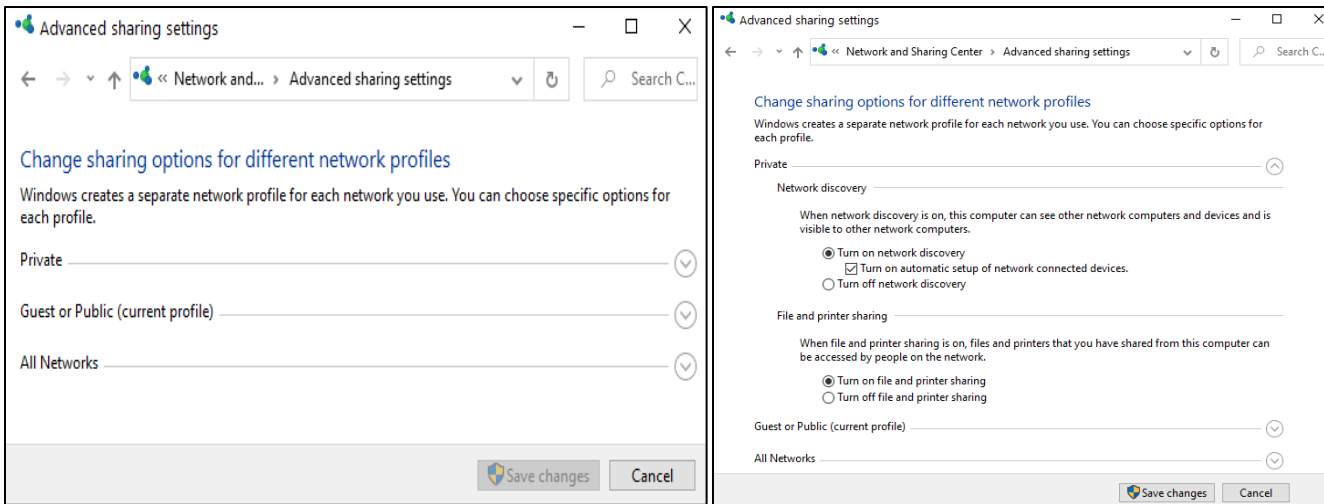 Advanced sharing settings
« Network and... › Advanced sharing settings
Search C...
Change sharing options for different network profiles
Windows creates a separate network profile for each network you use. You can choose specific options for
each profile.
Private
Guest or Public (current profile)
All Networks
Save changes
Cancel
Advanced sharing settings
« Network and Sharing Center › Advanced sharing settings
Search C...
Change sharing options for different network profiles
Windows creates a separate network profile for each network you use. You can choose specific options for
each profile.
Private
Network discovery
When network discovery is on, this computer can see other network computers and devices and is
visible to other network computers.
Turn on network discovery
Turn on automatic setup of network connected devices.
Turn off network discovery
File and printer sharing
When file and printer sharing is on, files and printers that you have shared from this computer can
be accessed by people on the network.
Turn on file and printer sharing
Turn off file and printer sharing
Guest or Public (current profile)
All Networks
Save changes
Cancel